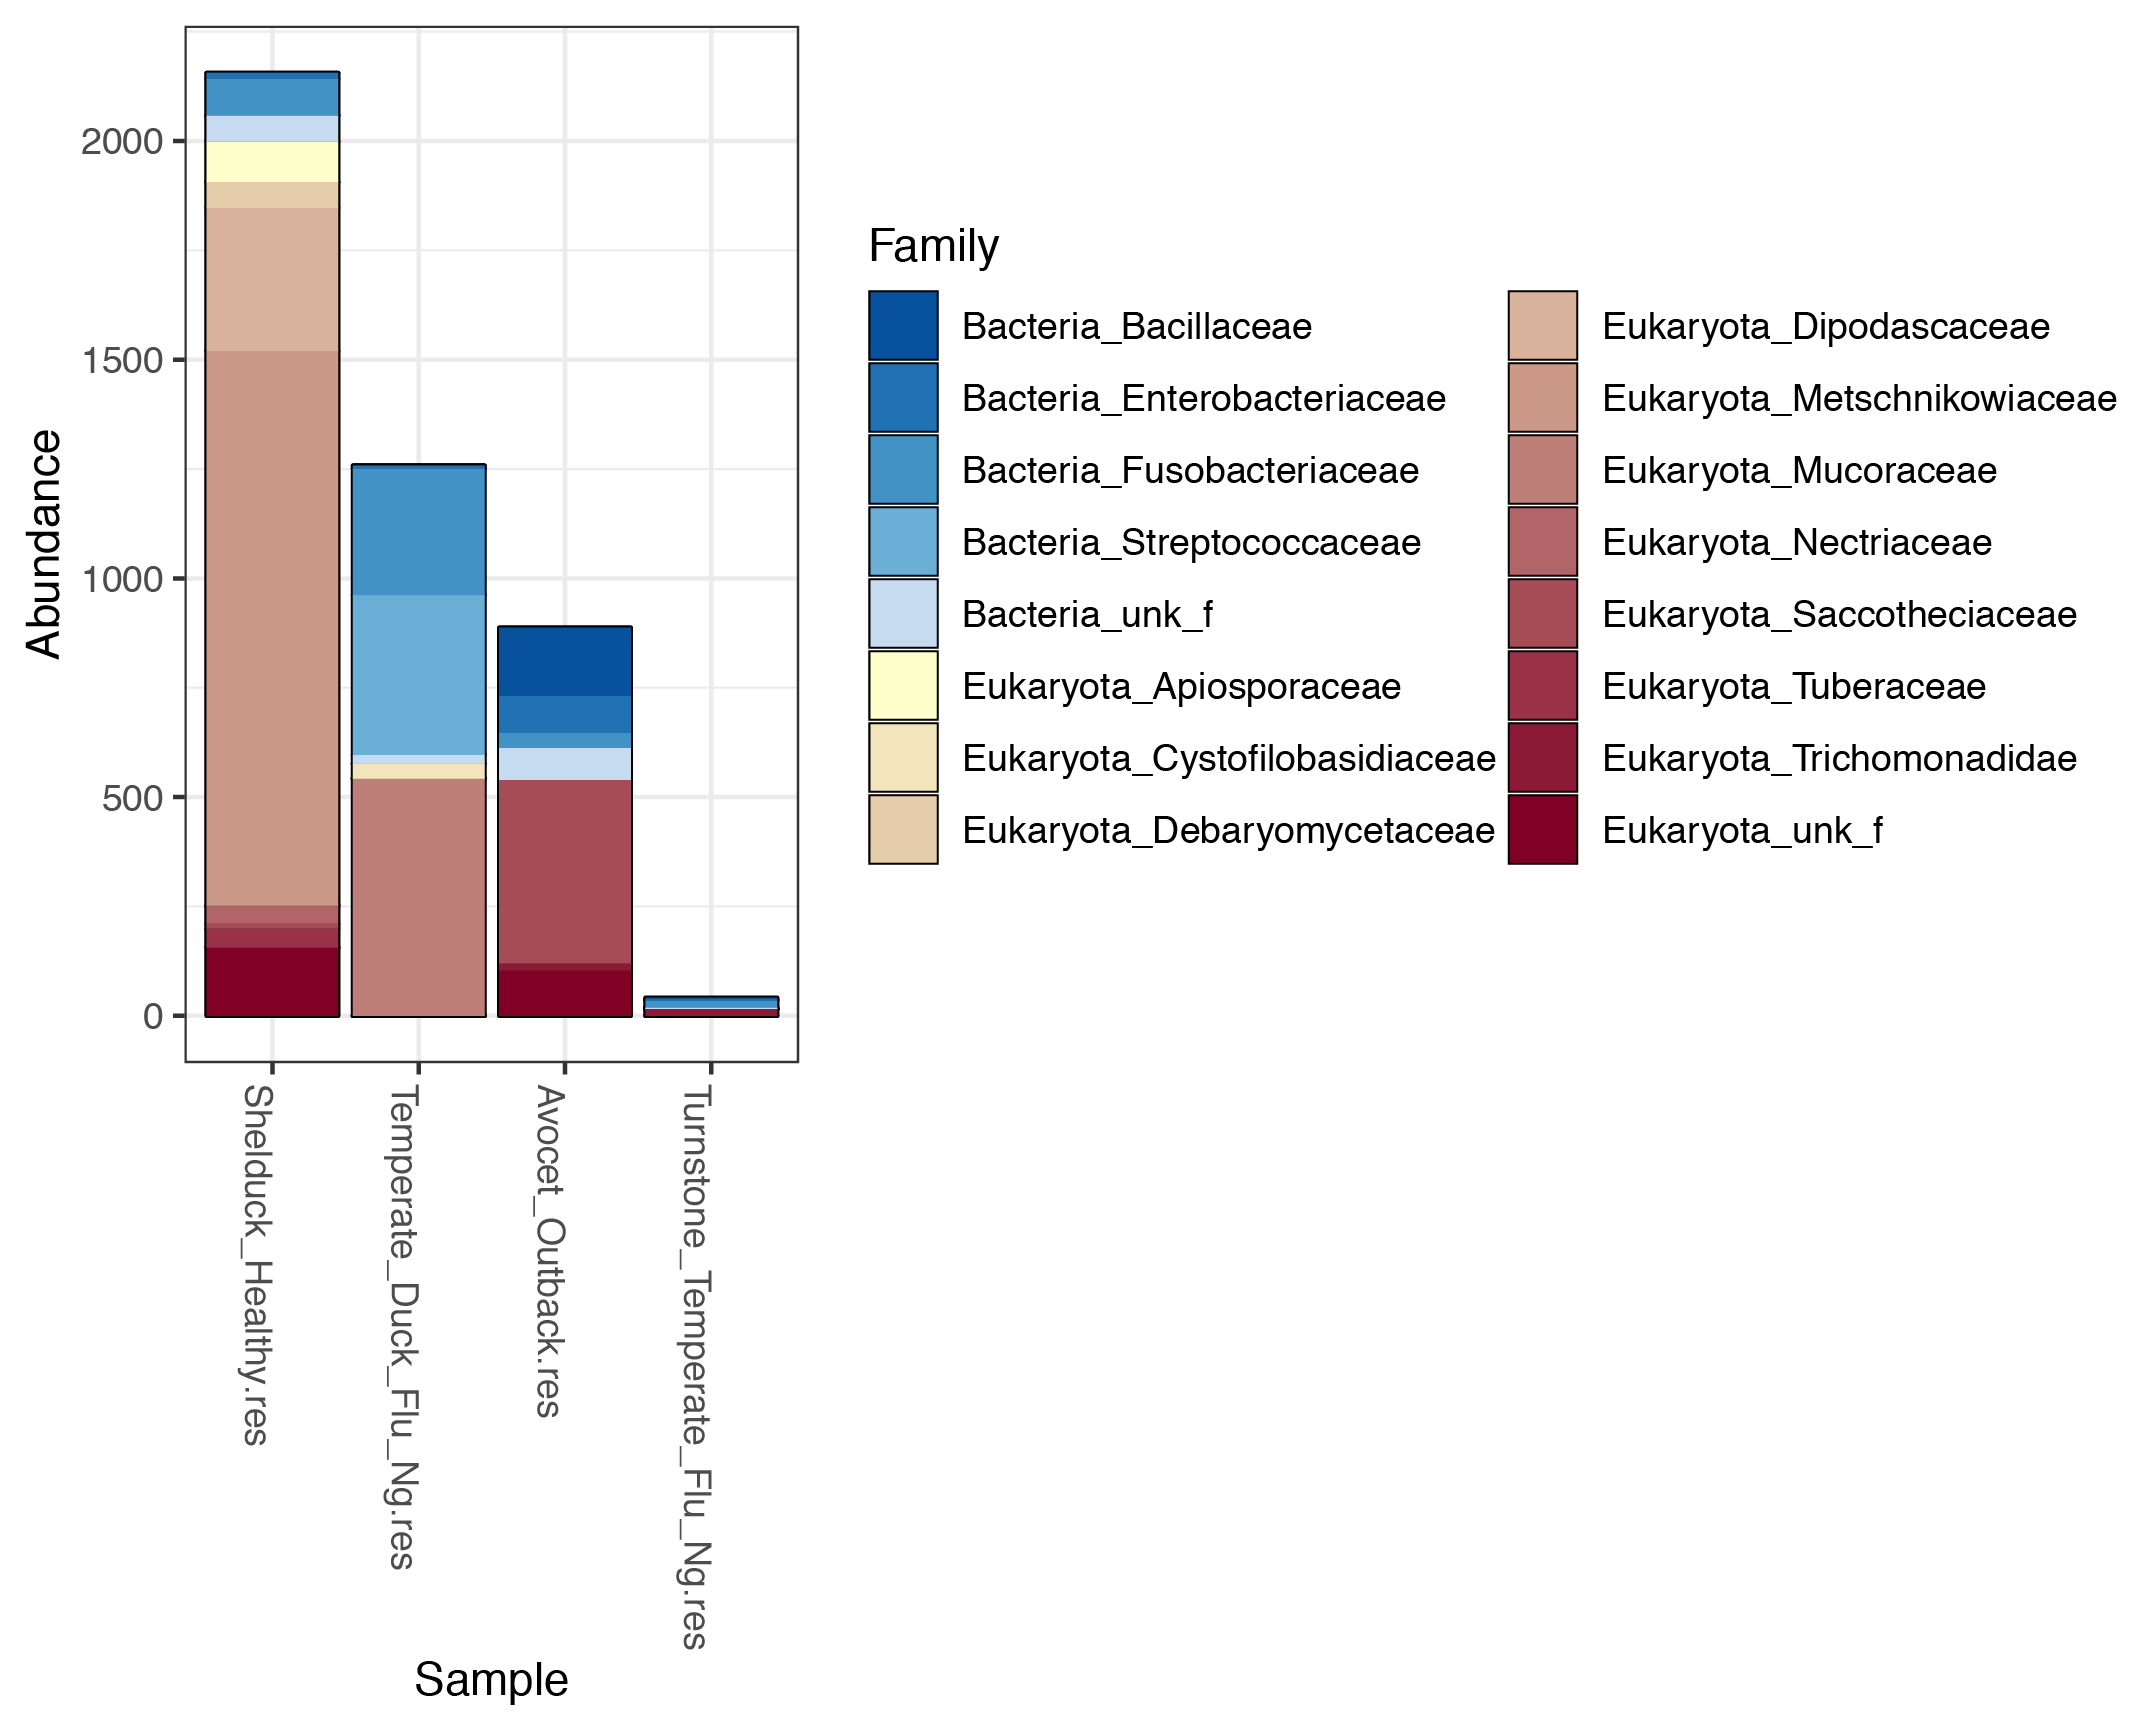 Abundance
2000
1500
1000
500
0
Shelduck_Healthy.res
Temperate_Duck_Flu_Ng.res
Avocet_Outback.res
Turnstone_Temperate_Flu_Ng.res
Sample
Family
Bacteria_Bacillaceae
Bacteria_Enterobacteriaceae
Bacteria_Fusobacteriaceae
Bacteria_Streptococcaceae
Bacteria_unk_f
Eukaryota_Apiosporaceae
Eukaryota_Cystofilobasidiaceae
Eukaryota_Debaryomycetaceae
Eukaryota_Dipodascaceae
Eukaryota_Metschnikowiaceae
Eukaryota_Mucoraceae
Eukaryota_Nectriaceae
Eukaryota_Saccotheciaceae
Eukaryota_Tuberaceae
Eukaryota_Trichomonadidae
Eukaryota_unk_f